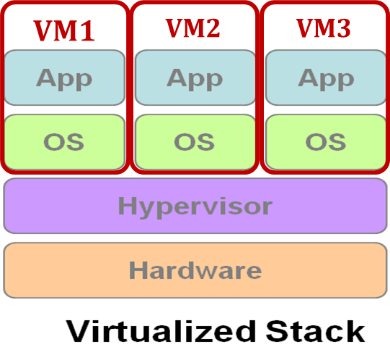 VM1 VM2 VM3
App App App
OS OS OS
Hypervisor
Hardware
Virtualized Stack